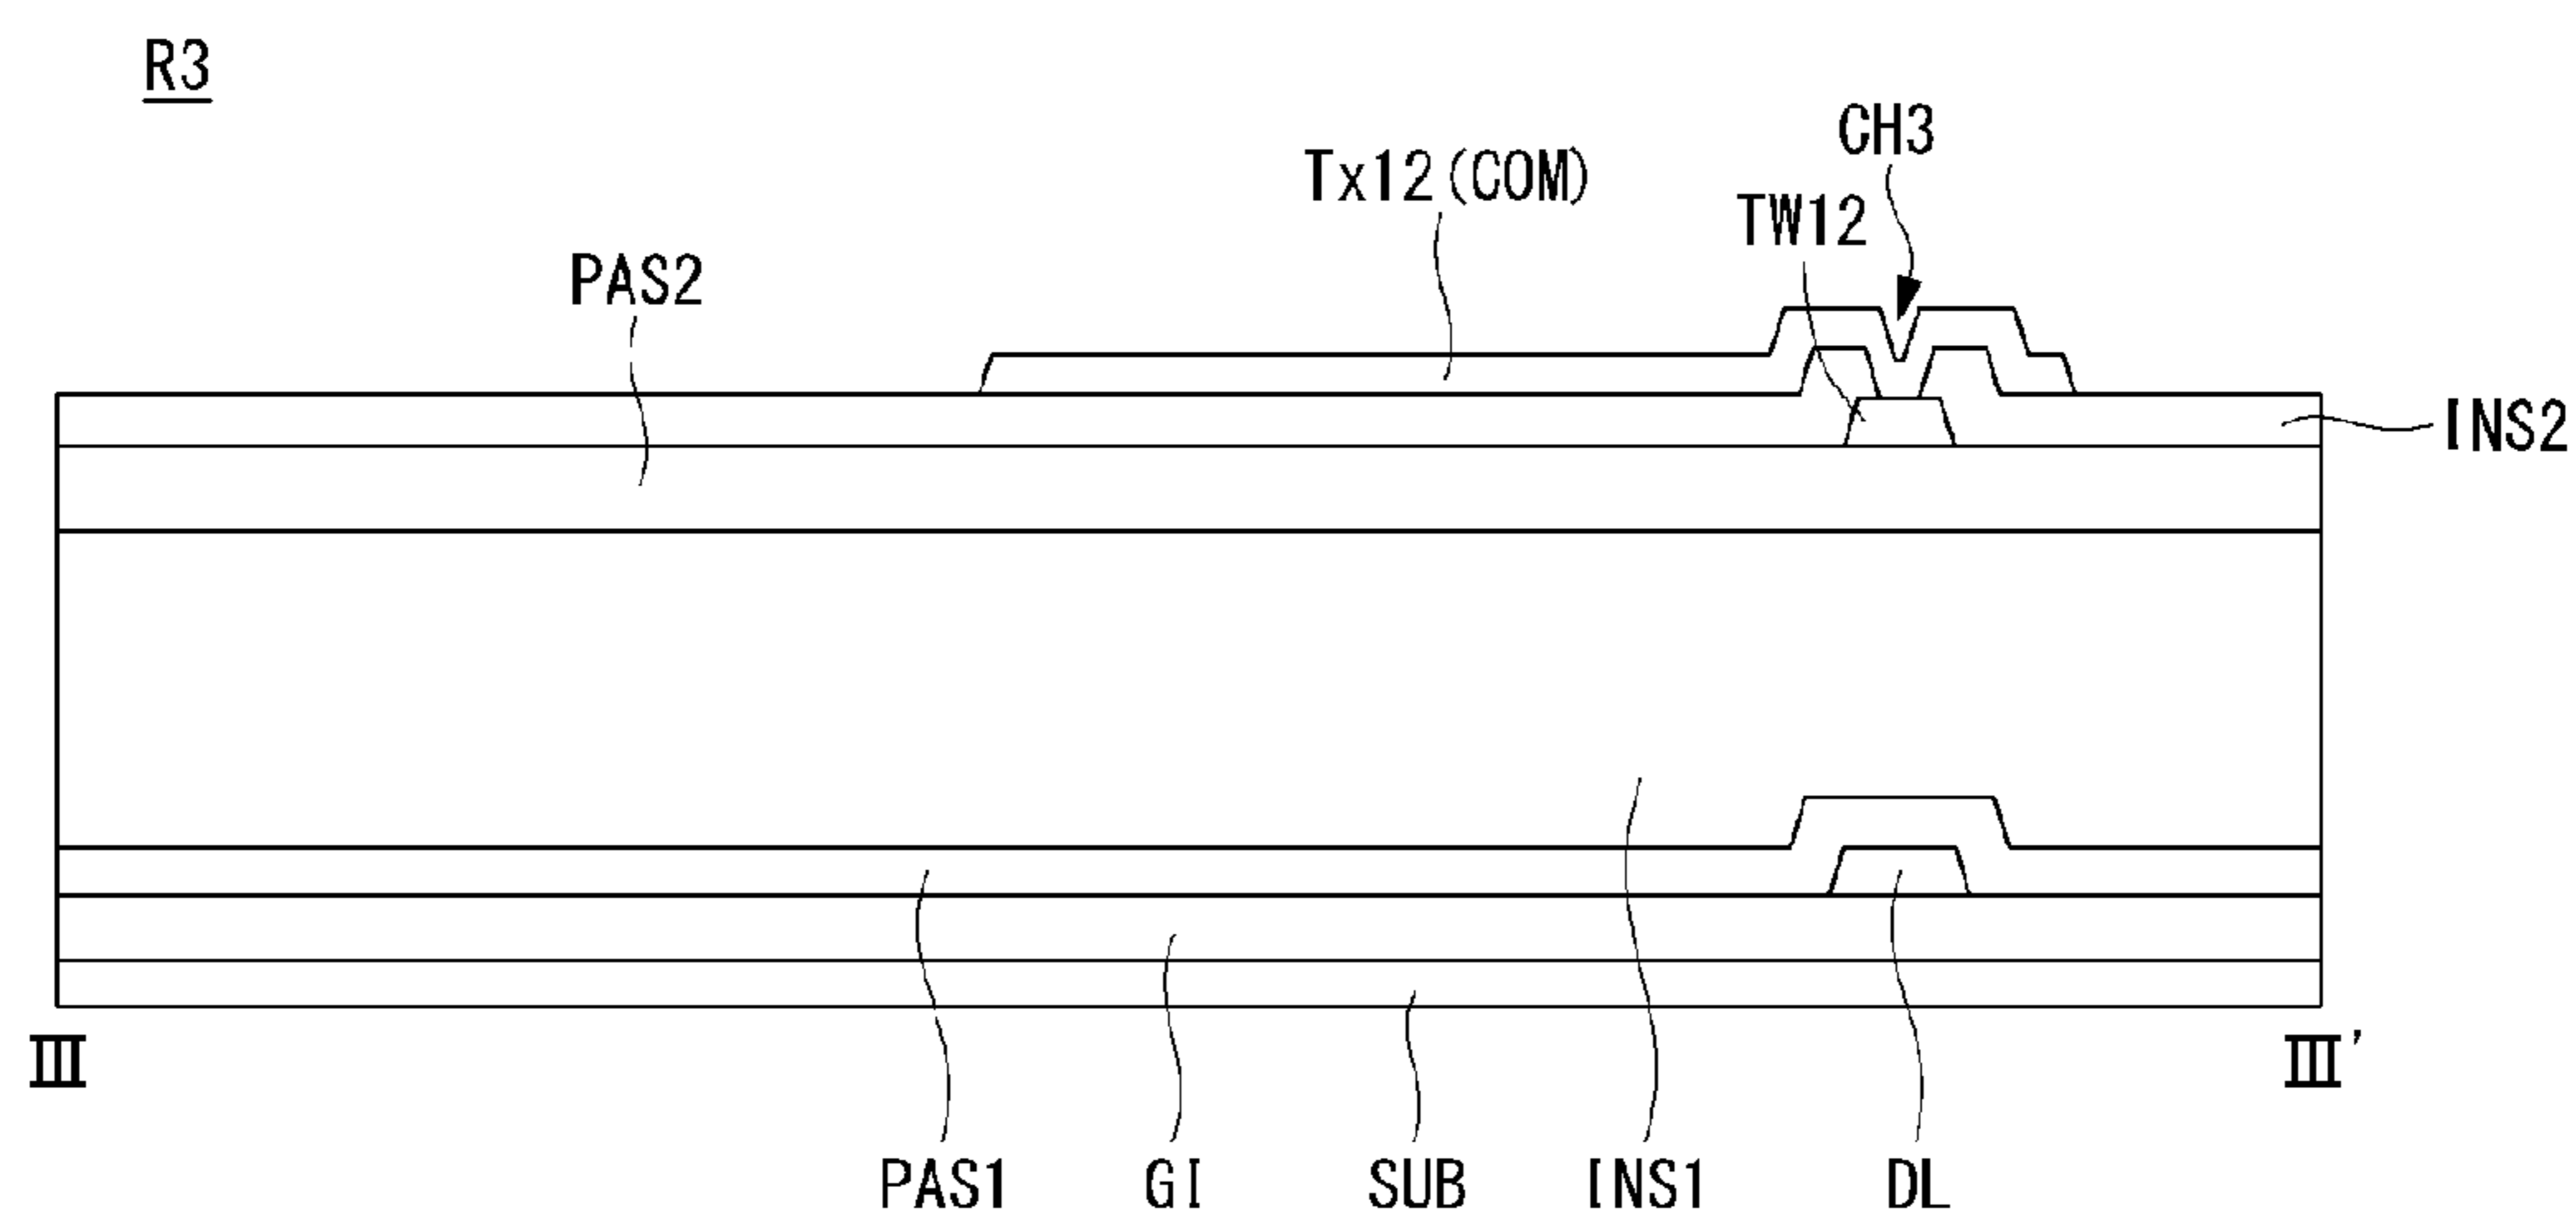 R3
CH3
Tx12(COM)
TW12
PAS2
INS2
III
III'
PAS1
GI
SUB
INS1
DL